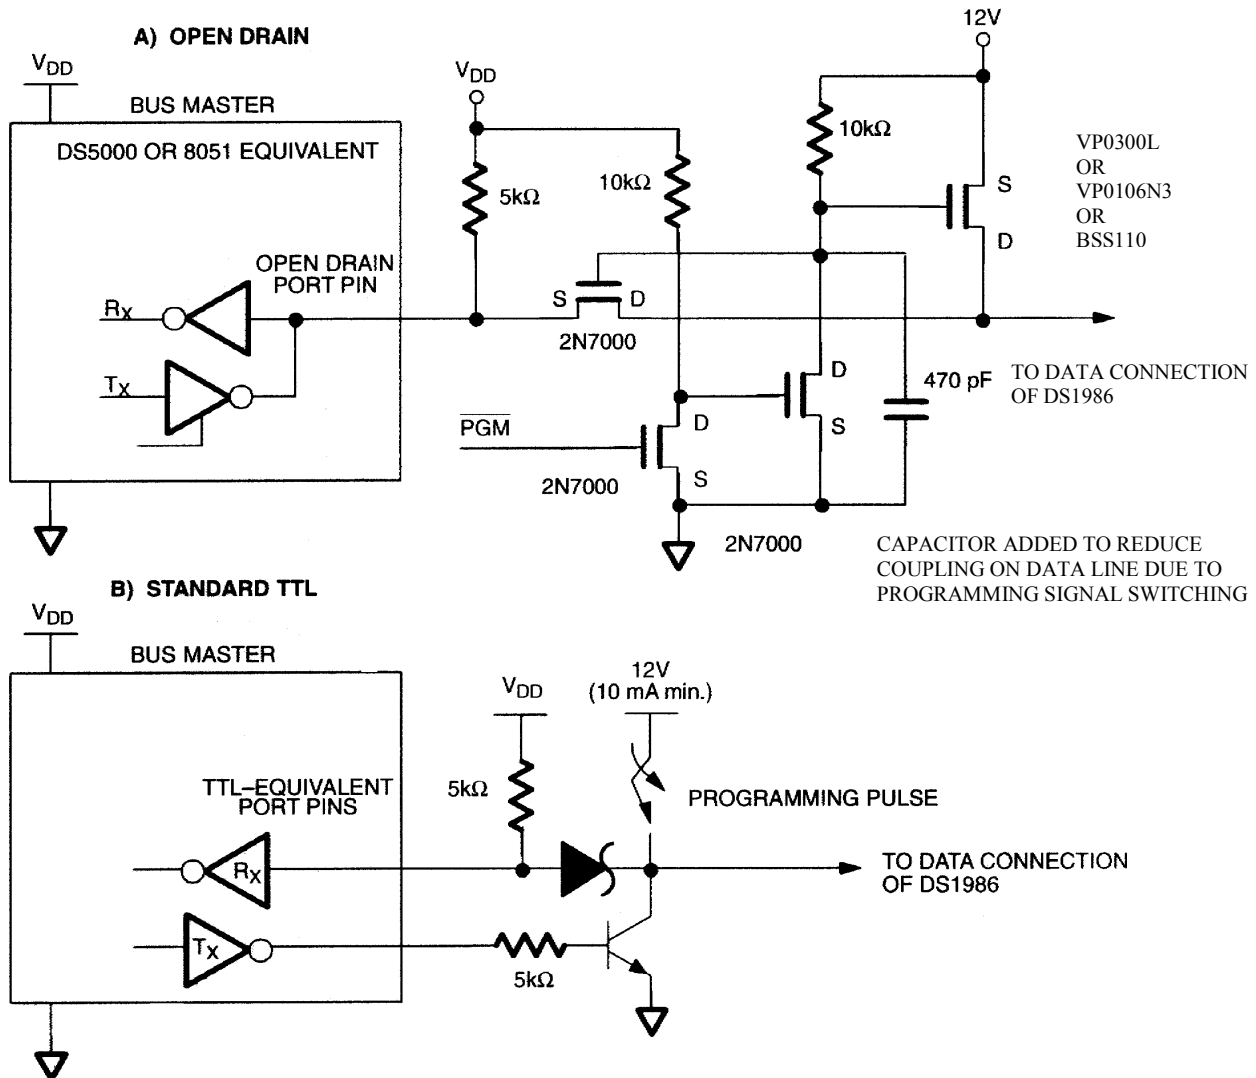 A) OPEN DRAIN
12V
VDD
VDD
BUS MASTER
DS5000 OR 8051 EQUIVALENT
10kΩ
VP0300L
OR
VP0106N3
OR
BSS110
5kΩ
10kΩ
S
D
OPEN DRAIN
PORT PIN
RX
S
D
2N7000
TX
D
S
470 pF
TO DATA CONNECTION
OF DS1986
PGM
D
S
2N7000
2N7000
CAPACITOR ADDED TO REDUCE
COUPLING ON DATA LINE DUE TO
PROGRAMMING SIGNAL SWITCHING
B) STANDARD TTL
VDD
BUS MASTER
VDD
12V
(10 mA min.)
TTL–EQUIVALENT
PORT PINS
5kΩ
PROGRAMMING PULSE
RX
TO DATA CONNECTION
OF DS1986
TX
5kΩ